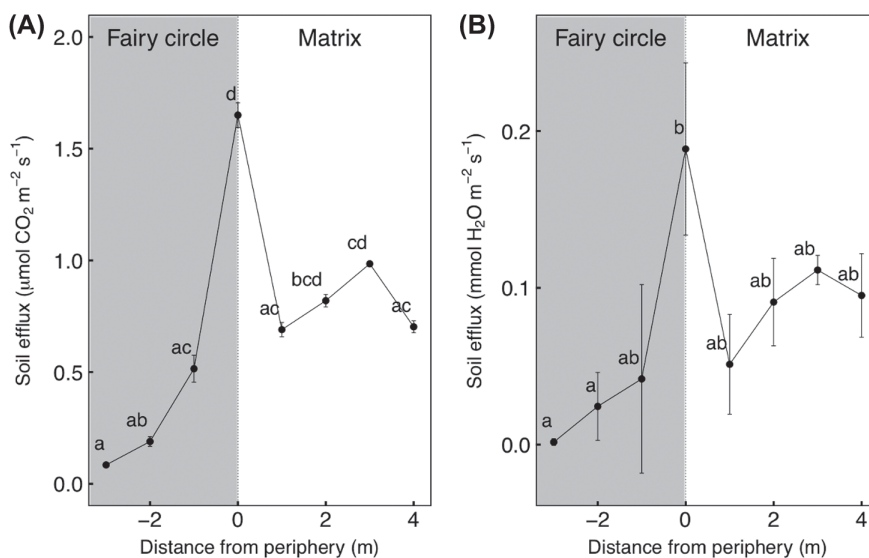 (A)
Fairy circle
Matrix
2.0
1.5
1.0
0.5
0.0
Soil efflux (μmol CO₂ m⁻² s⁻¹)
a
ab
ac
d
ac
bcd
cd
ac
−2
0
2
4
Distance from periphery (m)
(B)
Fairy circle
Matrix
0.2
0.1
0.0
Soil efflux (mmol H₂O m⁻² s⁻¹)
a
a
ab
b
ab
ab
ab
ab
−2
0
2
4
Distance from periphery (m)